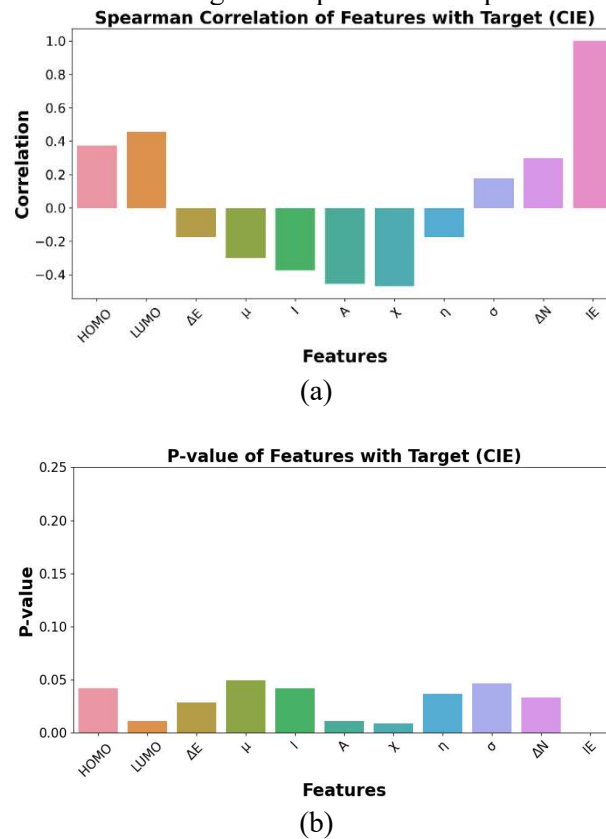 Spearman Correlation of Features with Target (CIE)
Correlation
1.0
0.8
0.6
0.4
0.2
0.0
−0.2
−0.4
HOMO LUMO ΔE μ I A χ η σ ΔN IE
Features
(a)
P-value of Features with Target (CIE)
P-value
0.25
0.20
0.15
0.10
0.05
0.00
HOMO LUMO ΔE μ I A χ η σ ΔN IE
Features
(b)